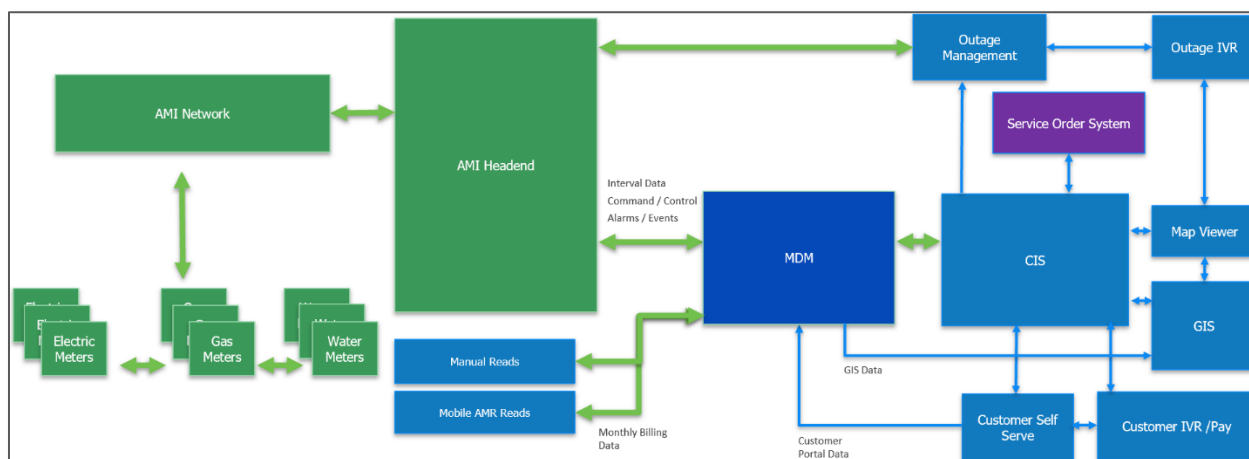 Outage
Management
Outage IVR
AMI Network
AMI Headend
Service Order System
Interval Data
Command / Control
Alarms / Events
MDM
CIS
Map Viewer
GIS
Electric
Meters
Gas
Meters
Water
Meters
Manual Reads
Mobile AMR Reads
Monthly Billing
Data
GIS Data
Customer
Portal Data
Customer Self
Serve
Customer IVR /Pay